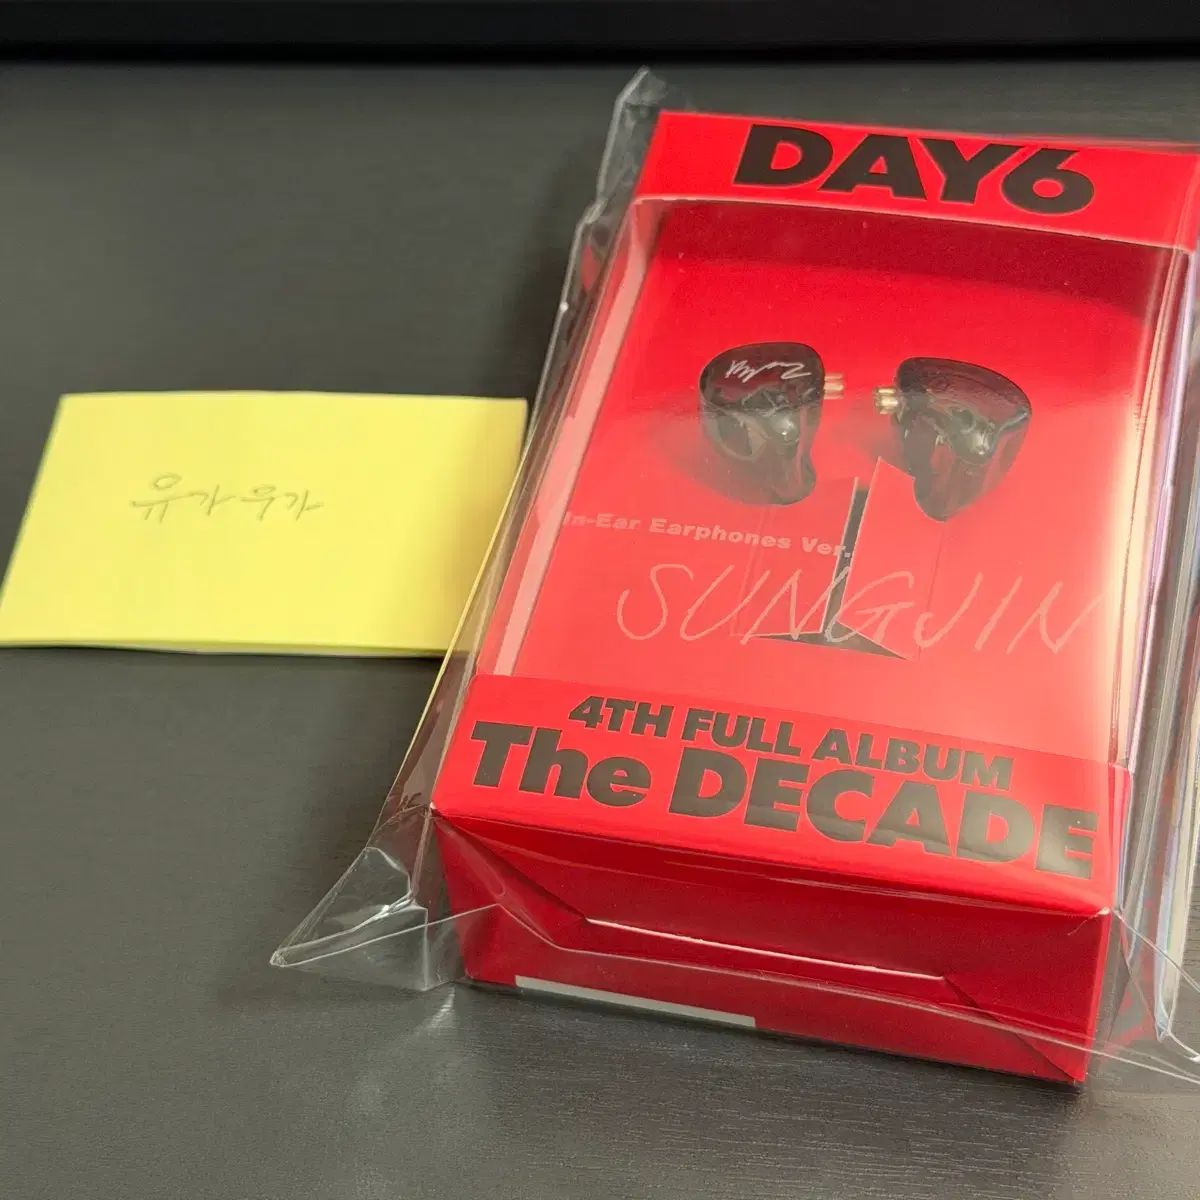 DAY6
유가우가
In-Ear Earphones Ver.
SUNGJIN
4TH FULL ALBUM
The DECADE